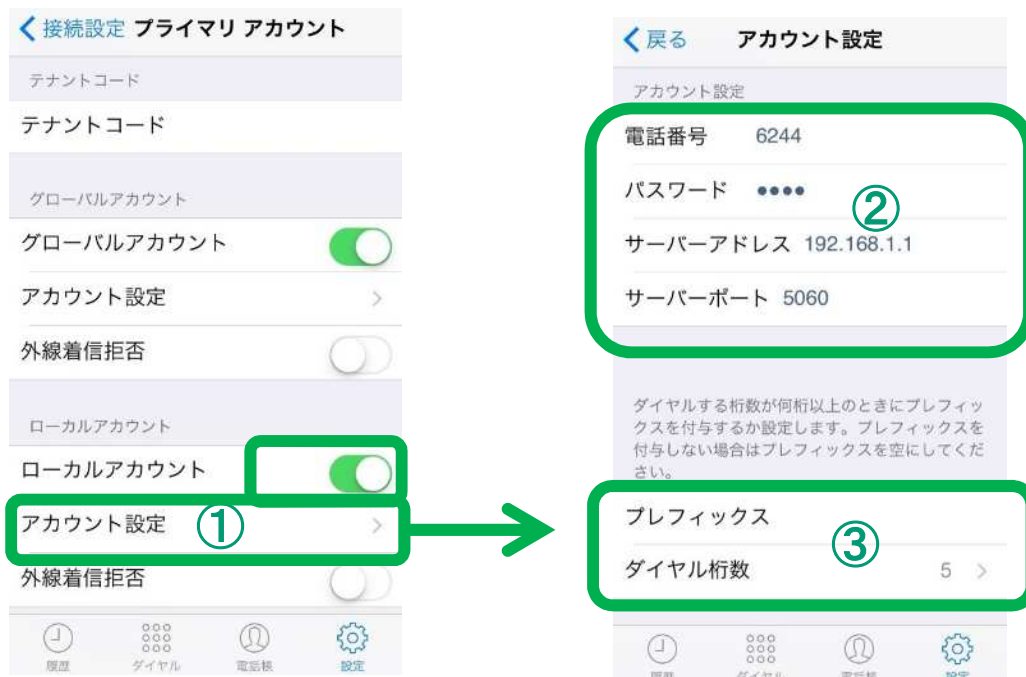 接続設定 プライマリ アカウント
テナントコード
テナントコード
グローバルアカウント
グローバルアカウント
アカウント設定
外線着信拒否
ローカルアカウント
ローカルアカウント
アカウント設定 ①
外線着信拒否
履歴 ダイヤル 電話帳 設定
戻る アカウント設定
アカウント設定
電話番号 6244
パスワード ••••
②
サーバーアドレス 192.168.1.1
サーバーポート 5060
ダイヤルする桁数が何桁以上のときにプレフィッ
クスを付与するか設定します。プレフィックスを
付与しない場合はプレフィックスを空にしてくだ
さい。
プレフィックス
③
ダイヤル桁数 5
履歴 ダイヤル 電話帳 設定